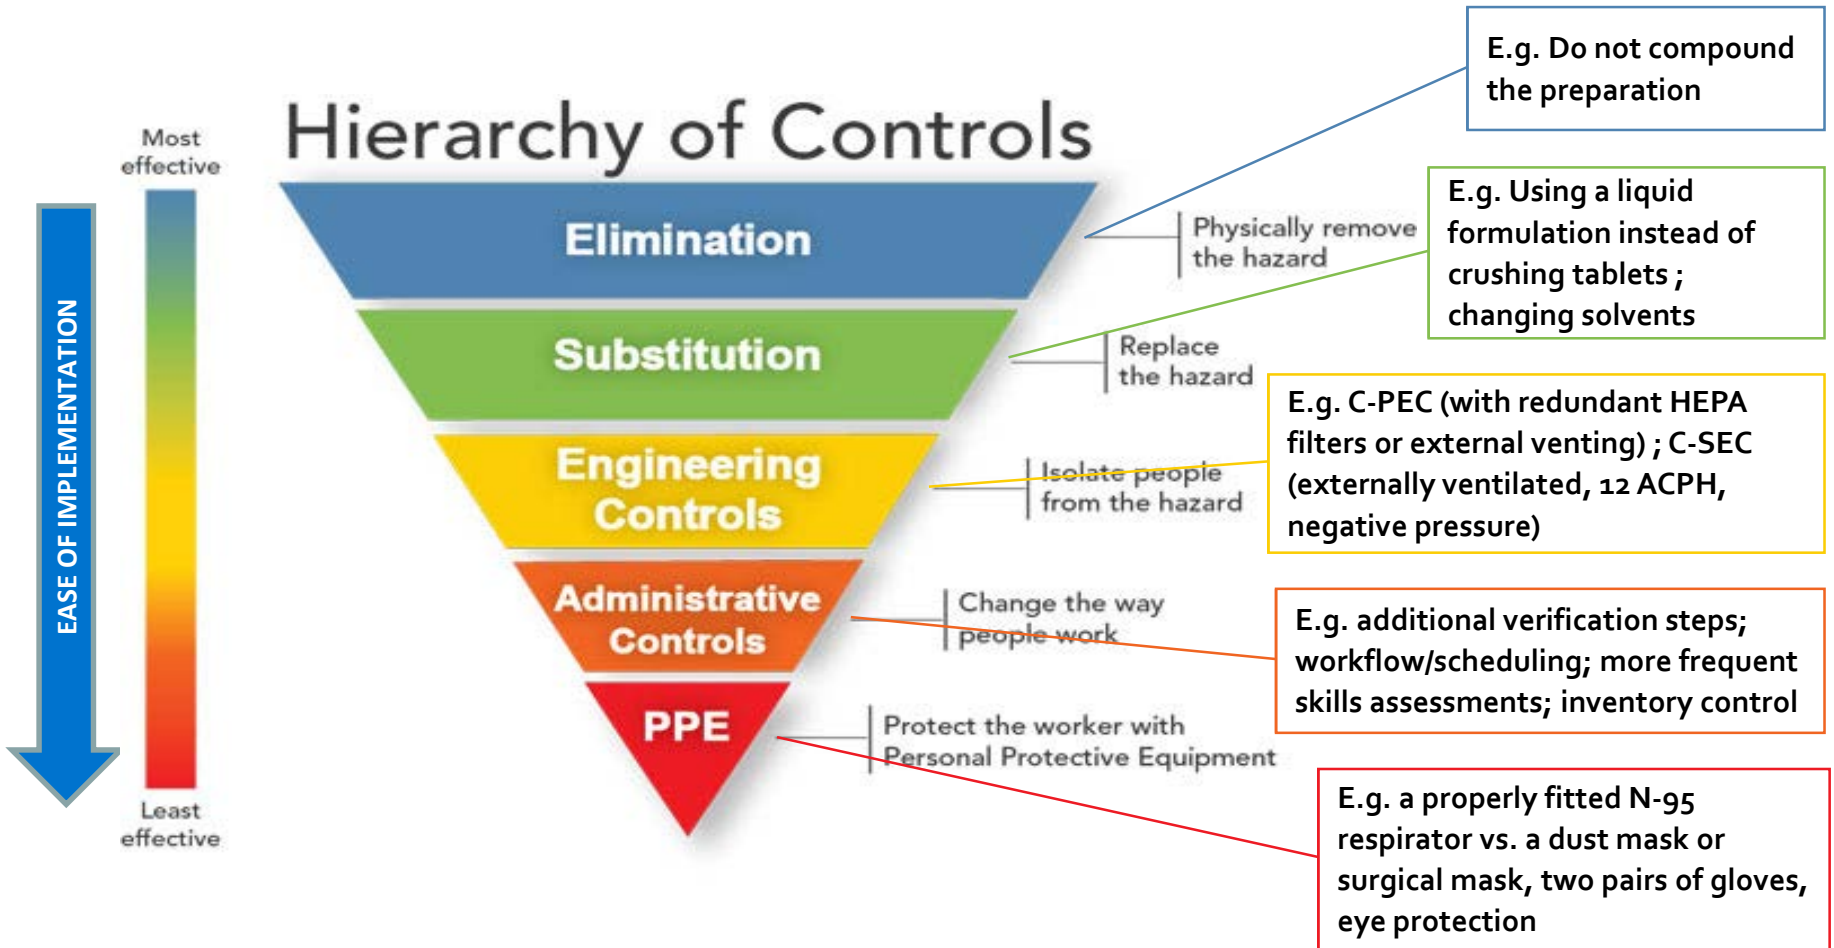 Hierarchy of Controls
Most
effective
EASE OF IMPLEMENTATION
Least
effective
Elimination
Physically remove
the hazard
E.g. Do not compound
the preparation
Substitution
Replace
the hazard
E.g. Using a liquid
formulation instead of
crushing tablets ;
changing solvents
Engineering
Controls
Isolate people
from the hazard
E.g. C-PEC (with redundant HEPA
filters or external venting) ; C-SEC
(externally ventilated, 12 ACPH,
negative pressure)
Administrative
Controls
Change the way
people work
E.g. additional verification steps;
workflow/scheduling; more frequent
skills assessments; inventory control
PPE
Protect the worker with
Personal Protective Equipment
E.g. a properly fitted N-95
respirator vs. a dust mask or
surgical mask, two pairs of gloves,
eye protection